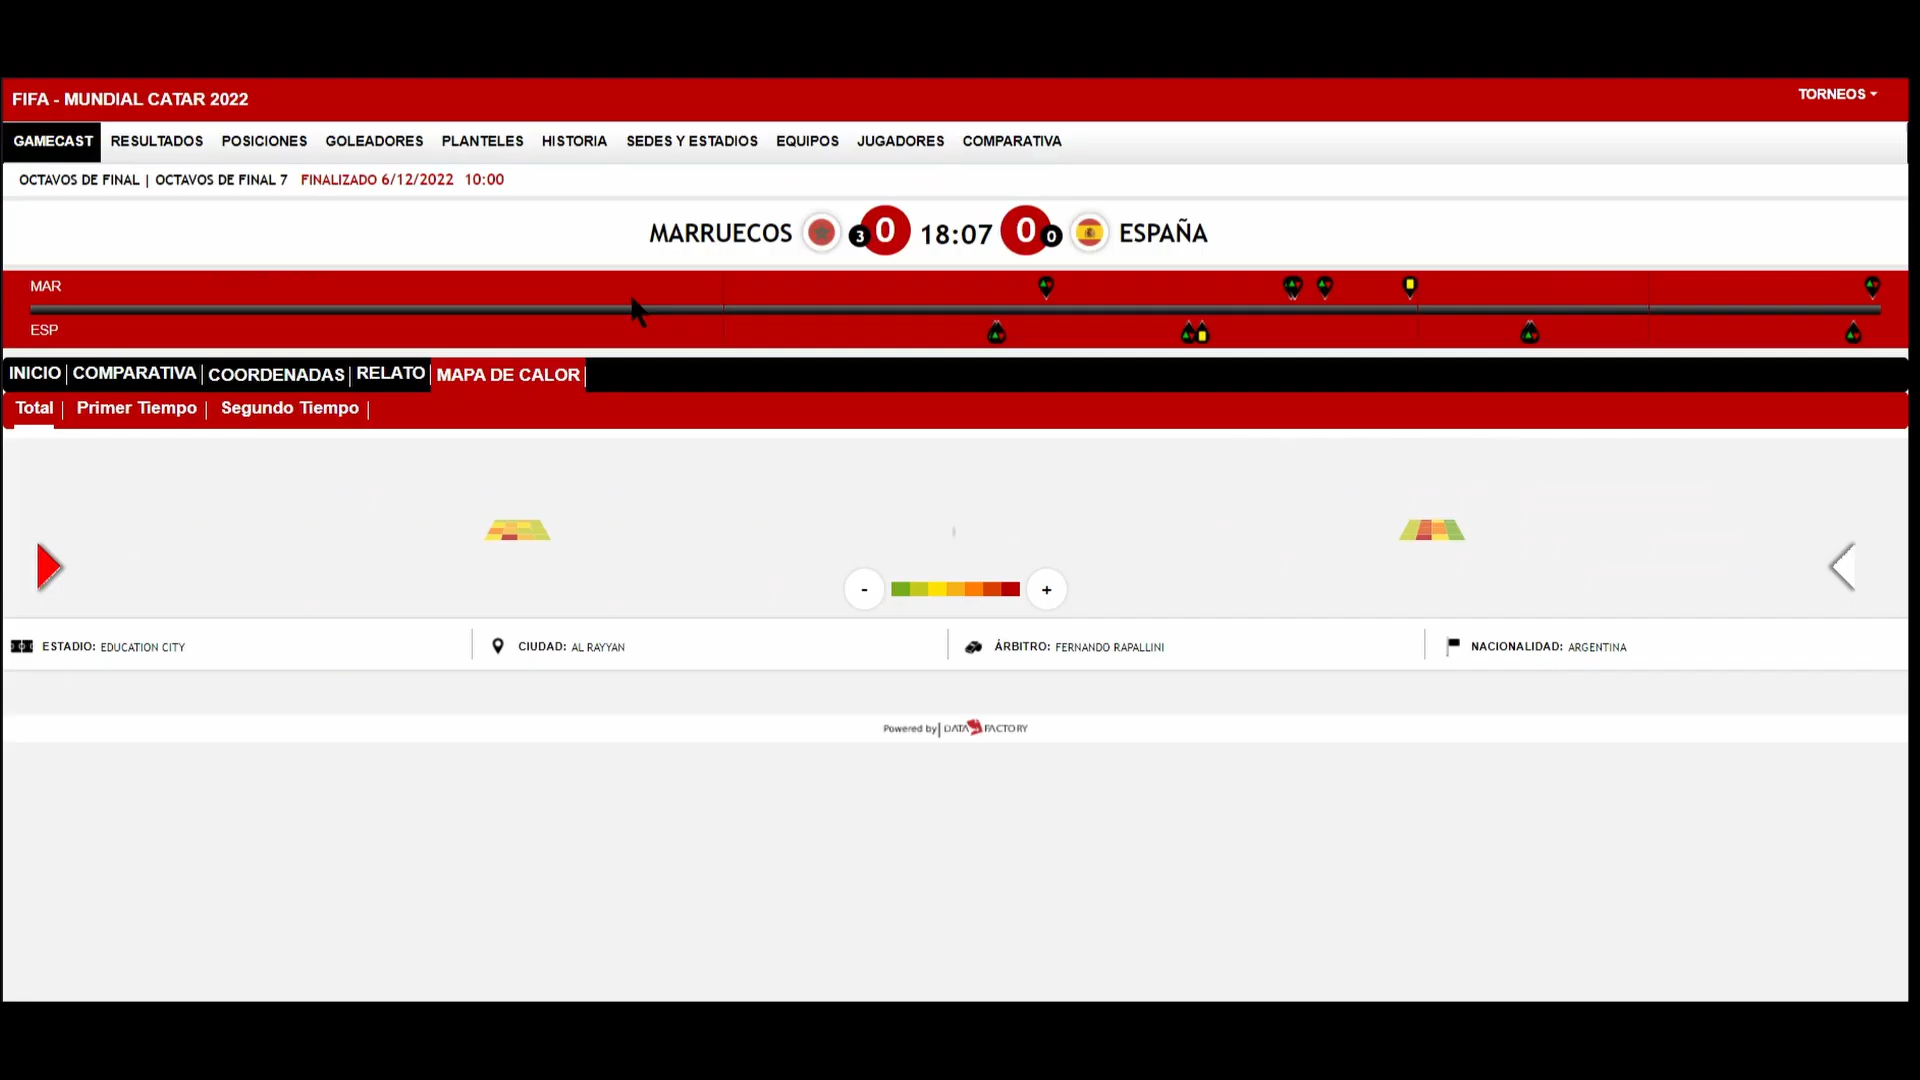 FIFA - MUNDIAL CATAR 2022
TORNEOS
GAMECAST RESULTADOS POSICIONES GOLEADORES PLANTELES HISTORIA SEDES Y ESTADIOS EQUIPOS JUGADORES COMPARATIVA
OCTAVOS DE FINAL | OCTAVOS DE FINAL 7 FINALIZADO 6/12/2022 10:00
MARRUECOS 3 0 18:07 0 0 ESPAÑA
MAR
ESP
INICIO | COMPARATIVA | COORDENADAS | RELATO | MAPA DE CALOR |
Total | Primer Tiempo | Segundo Tiempo |
- +
ESTADIO: EDUCATION CITY
CIUDAD: AL RAYYAN
ÁRBITRO: FERNANDO RAPALLINI
NACIONALIDAD: ARGENTINA
Powered by | DATA FACTORY